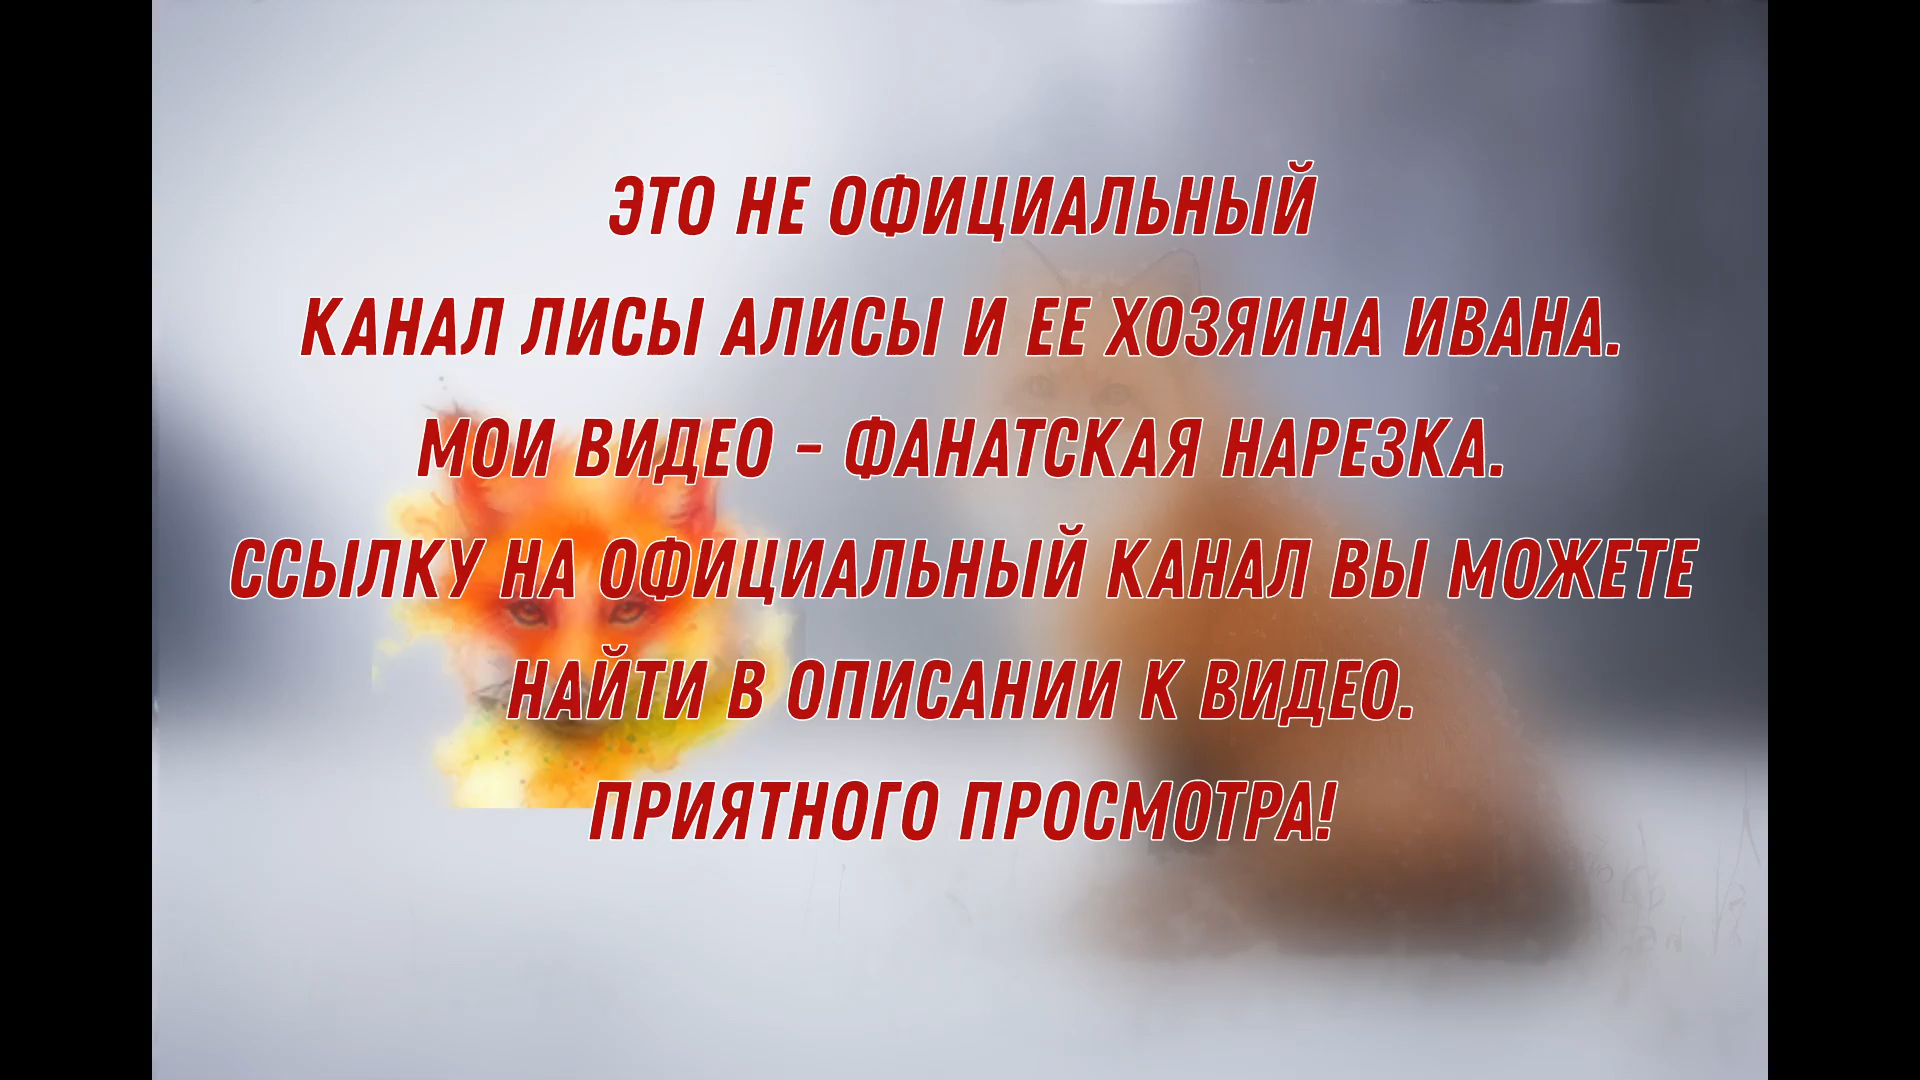 ЭТО НЕ ОФИЦИАЛЬНЫЙ
КАНАЛ ЛИСЫ АЛИСЫ И ЕЕ ХОЗЯИНА ИВАНА.
МОИ ВИДЕО - ФАНАТСКАЯ НАРЕЗКА.
ССЫЛКУ НА ОФИЦИАЛЬНЫЙ КАНАЛ ВЫ МОЖЕТЕ
НАЙТИ В ОПИСАНИИ К ВИДЕО.
ПРИЯТНОГО ПРОСМОТРА!